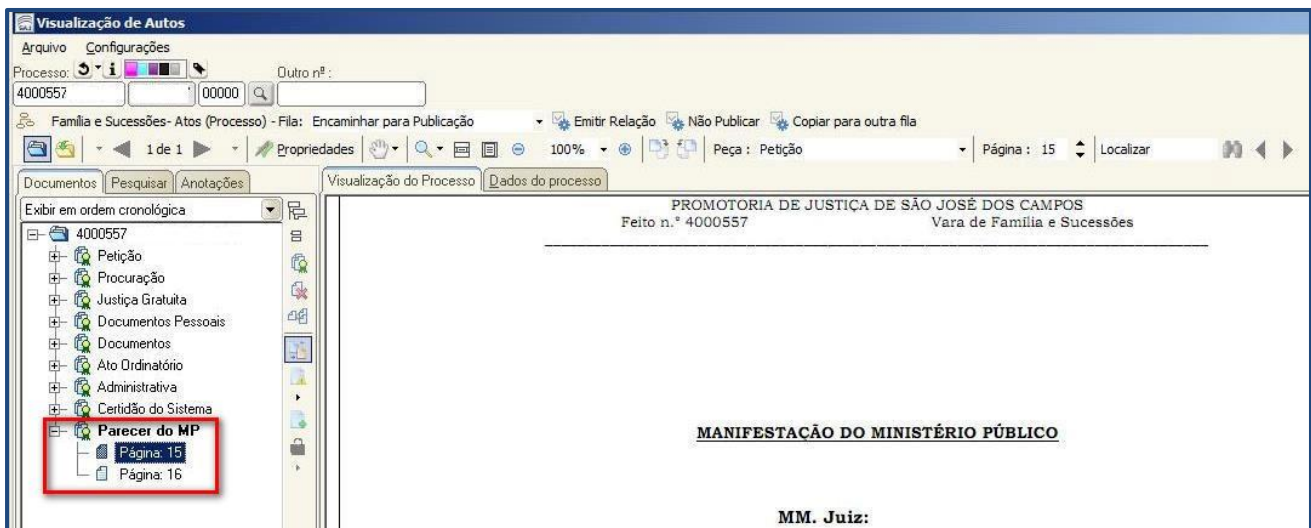 Visualização de Autos
Arquivo Configurações
Processo: Outro nº :
4000557 00000
Família e Sucessões- Atos (Processo) - Fila: Encaminhar para Publicação Emitir Relação Não Publicar Copiar para outra fila
1 de 1 Propriedades 100% Peça : Petição Página : 15 Localizar
Documentos Pesquisar Anotações Visualização do Processo Dados do processo
Exibir em ordem cronológica
4000557
Petição
Procuração
Justiça Gratuita
Documentos Pessoais
Documentos
Ato Ordinatório
Administrativa
Certidão do Sistema
Parecer do MP
Página: 15
Página: 16
PROMOTORIA DE JUSTIÇA DE SÃO JOSÉ DOS CAMPOS
Feito n.º 4000557 Vara de Família e Sucessões
MANIFESTAÇÃO DO MINISTÉRIO PÚBLICO
MM. Juiz: